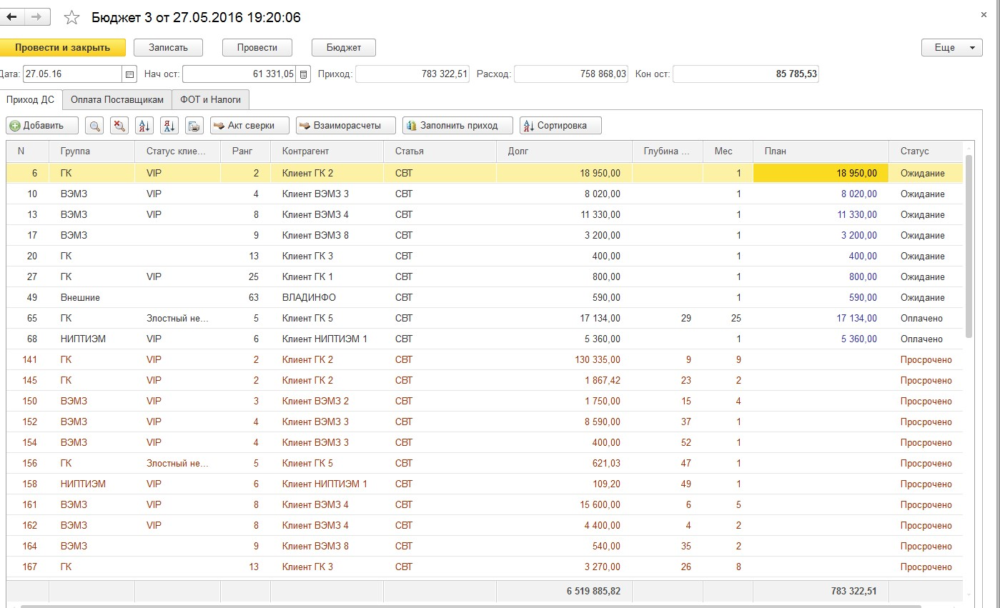 Бюджет 3 от 27.05.2016 19:20:06
Провести и закрыть Записать Провести Бюджет Еще
Дата: 27.05.16 Нач ост: 61 331,05 Приход: 783 322,51 Расход: 758 868,03 Кон ост: 85 785,53
Приход ДС Оплата Поставщикам ФОТ и Налоги
Добавить Акт сверки Взаиморасчеты Заполнить приход Сортировка
N Группа Статус клие... Ранг Контрагент Статья Долг Глубина ... Мес План Статус
6 ГК VIP 2 Клиент ГК 2 СВТ 18 950,00 1 18 950,00 Ожидание
10 ВЭМЗ VIP 4 Клиент ВЭМЗ 3 СВТ 8 020,00 1 8 020,00 Ожидание
13 ВЭМЗ VIP 8 Клиент ВЭМЗ 4 СВТ 11 330,00 1 11 330,00 Ожидание
17 ВЭМЗ 9 Клиент ВЭМЗ 8 СВТ 3 200,00 1 3 200,00 Ожидание
20 ГК 13 Клиент ГК 3 СВТ 400,00 1 400,00 Ожидание
27 ГК VIP 25 Клиент ГК 1 СВТ 800,00 1 800,00 Ожидание
49 Внешние 63 ВЛАДИНФО СВТ 590,00 1 590,00 Ожидание
65 ГК Злостный не... 5 Клиент ГК 5 СВТ 17 134,00 29 25 17 134,00 Оплачено
68 НИПТИЭМ VIP 6 Клиент НИПТИЭМ 1 СВТ 5 360,00 1 5 360,00 Оплачено
141 ГК VIP 2 Клиент ГК 2 СВТ 130 335,00 9 9 Просрочено
145 ГК VIP 2 Клиент ГК 2 СВТ 1 867,42 23 2 Просрочено
150 ВЭМЗ VIP 3 Клиент ВЭМЗ 2 СВТ 1 750,00 15 4 Просрочено
152 ВЭМЗ VIP 4 Клиент ВЭМЗ 3 СВТ 8 590,00 37 1 Просрочено
154 ВЭМЗ VIP 4 Клиент ВЭМЗ 3 СВТ 400,00 52 1 Просрочено
156 ГК Злостный не... 5 Клиент ГК 5 СВТ 621,03 47 1 Просрочено
158 НИПТИЭМ VIP 6 Клиент НИПТИЭМ 1 СВТ 109,20 49 1 Просрочено
161 ВЭМЗ VIP 8 Клиент ВЭМЗ 4 СВТ 15 600,00 6 5 Просрочено
162 ВЭМЗ VIP 8 Клиент ВЭМЗ 4 СВТ 4 400,00 4 2 Просрочено
164 ВЭМЗ 9 Клиент ВЭМЗ 8 СВТ 540,00 35 2 Просрочено
167 ГК 13 Клиент ГК 3 СВТ 3 270,00 26 8 Просрочено
6 519 885,82 783 322,51